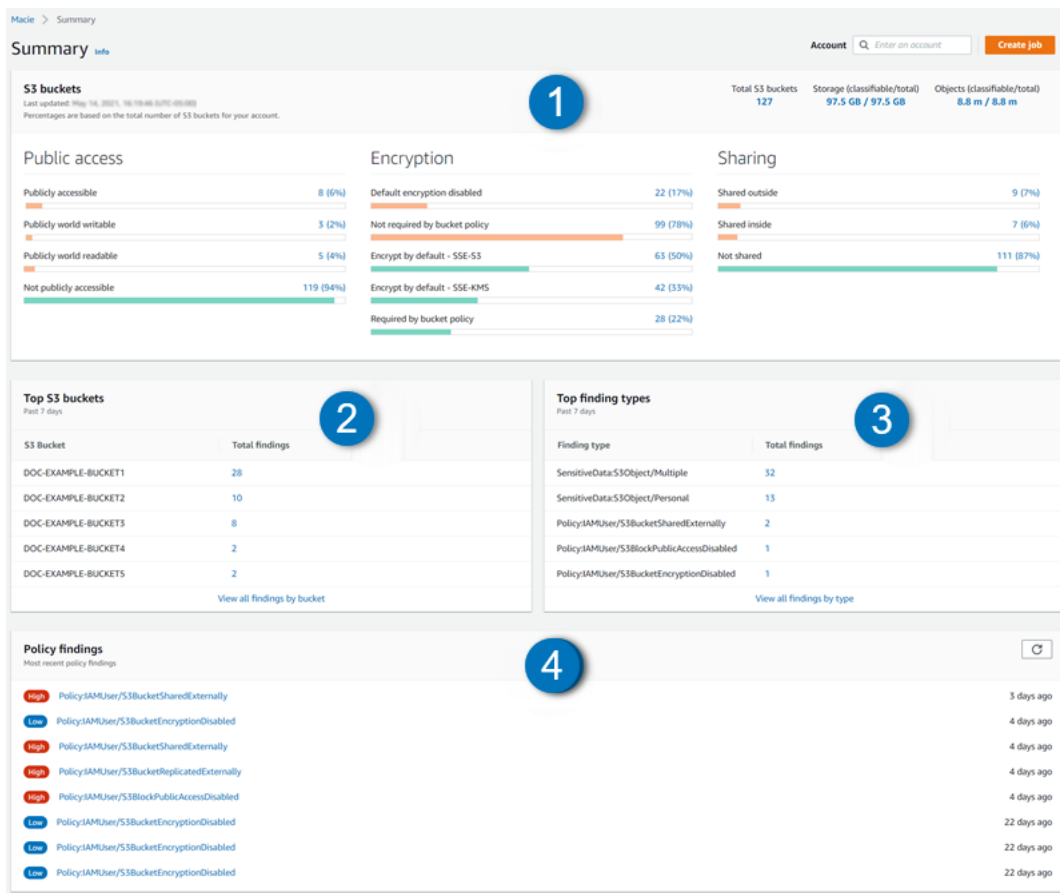 Macie > Summary
Summary Info
Account Enter an account Create job
S3 buckets
Last updated:
Percentages are based on the total number of S3 buckets for your account.
1
Total S3 buckets
127
Storage (classifiable/total)
97.5 GB / 97.5 GB
Objects (classifiable/total)
8.8 m / 8.8 m
Public access
Publicly accessible 8 (6%)
Publicly world writable 3 (2%)
Publicly world readable 5 (4%)
Not publicly accessible 119 (94%)
Encryption
Default encryption disabled 22 (17%)
Not required by bucket policy 99 (78%)
Encrypt by default - SSE-S3 63 (50%)
Encrypt by default - SSE-KMS 42 (33%)
Required by bucket policy 28 (22%)
Sharing
Shared outside 9 (7%)
Shared inside 7 (6%)
Not shared 111 (87%)
Top S3 buckets
Past 7 days
2
S3 Bucket Total findings
DOC-EXAMPLE-BUCKET1 28
DOC-EXAMPLE-BUCKET2 10
DOC-EXAMPLE-BUCKET3 8
DOC-EXAMPLE-BUCKET4 2
DOC-EXAMPLE-BUCKET5 2
View all findings by bucket
Top finding types
Past 7 days
3
Finding type Total findings
SensitiveData:S3Object/Multiple 32
SensitiveData:S3Object/Personal 13
Policy:IAMUser/S3BucketSharedExternally 2
Policy:IAMUser/S3BlockPublicAccessDisabled 1
Policy:IAMUser/S3BucketEncryptionDisabled 1
View all findings by type
Policy findings
Most recent policy findings
4
High Policy:IAMUser/S3BucketSharedExternally 3 days ago
Low Policy:IAMUser/S3BucketEncryptionDisabled 4 days ago
High Policy:IAMUser/S3BucketSharedExternally 4 days ago
High Policy:IAMUser/S3BucketReplicatedExternally 4 days ago
High Policy:IAMUser/S3BlockPublicAccessDisabled 4 days ago
Low Policy:IAMUser/S3BucketEncryptionDisabled 22 days ago
Low Policy:IAMUser/S3BucketEncryptionDisabled 22 days ago
Low Policy:IAMUser/S3BucketEncryptionDisabled 22 days ago